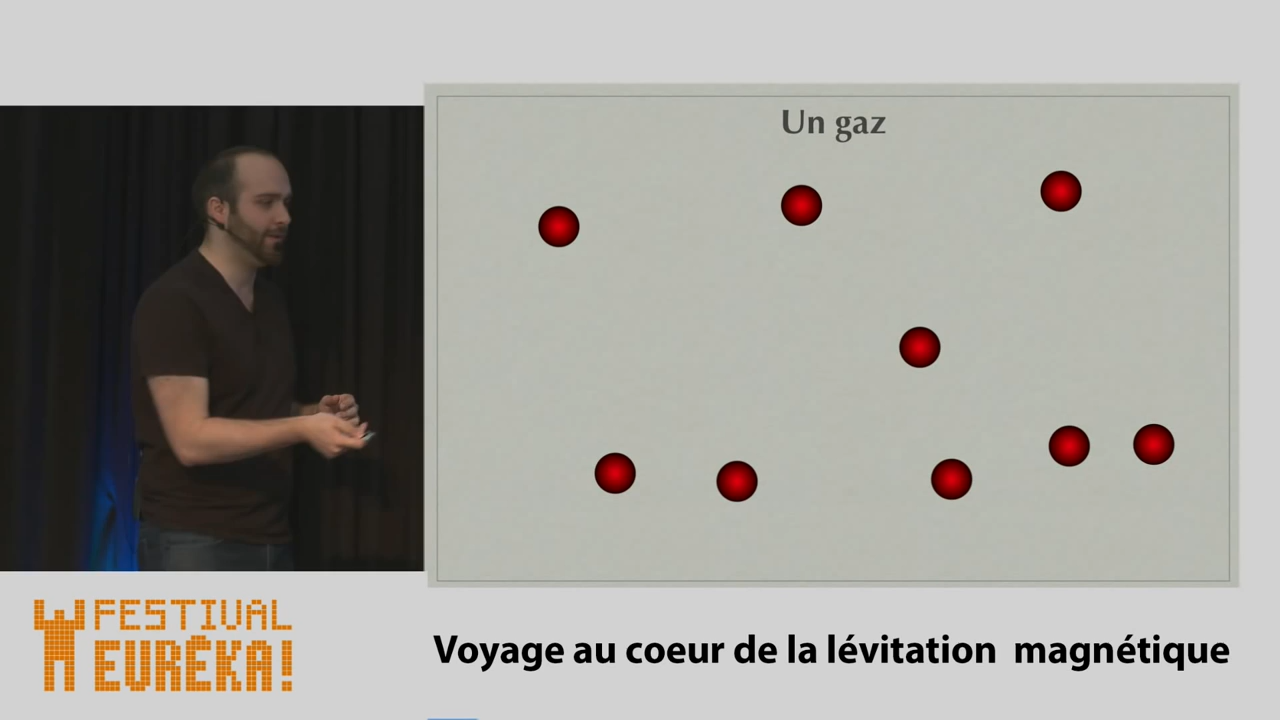 Un gaz
FESTIVAL
EURÊKA!
Voyage au coeur de la lévitation magnétique